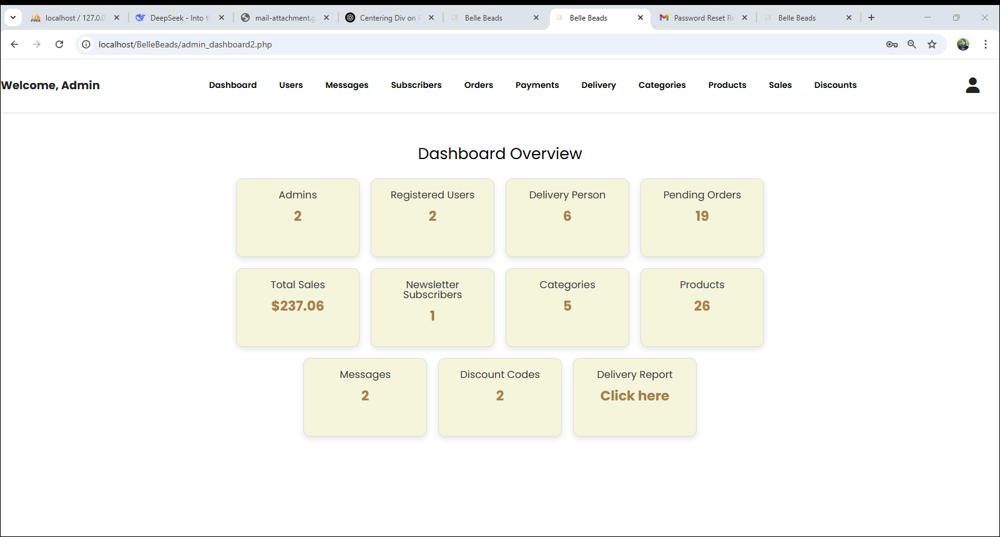 localhost / 127.0.0
DeepSeek - Into th
mail-attachment.g
Centering Div on P
Belle Beads
Belle Beads
Password Reset Re
Belle Beads
localhost/BelleBeads/admin_dashboard2.php
Welcome, Admin
Dashboard Users Messages Subscribers Orders Payments Delivery Categories Products Sales Discounts
Dashboard Overview
Admins
2
Registered Users
2
Delivery Person
6
Pending Orders
19
Total Sales
$237.06
Newsletter
Subscribers
1
Categories
5
Products
26
Messages
2
Discount Codes
2
Delivery Report
Click here